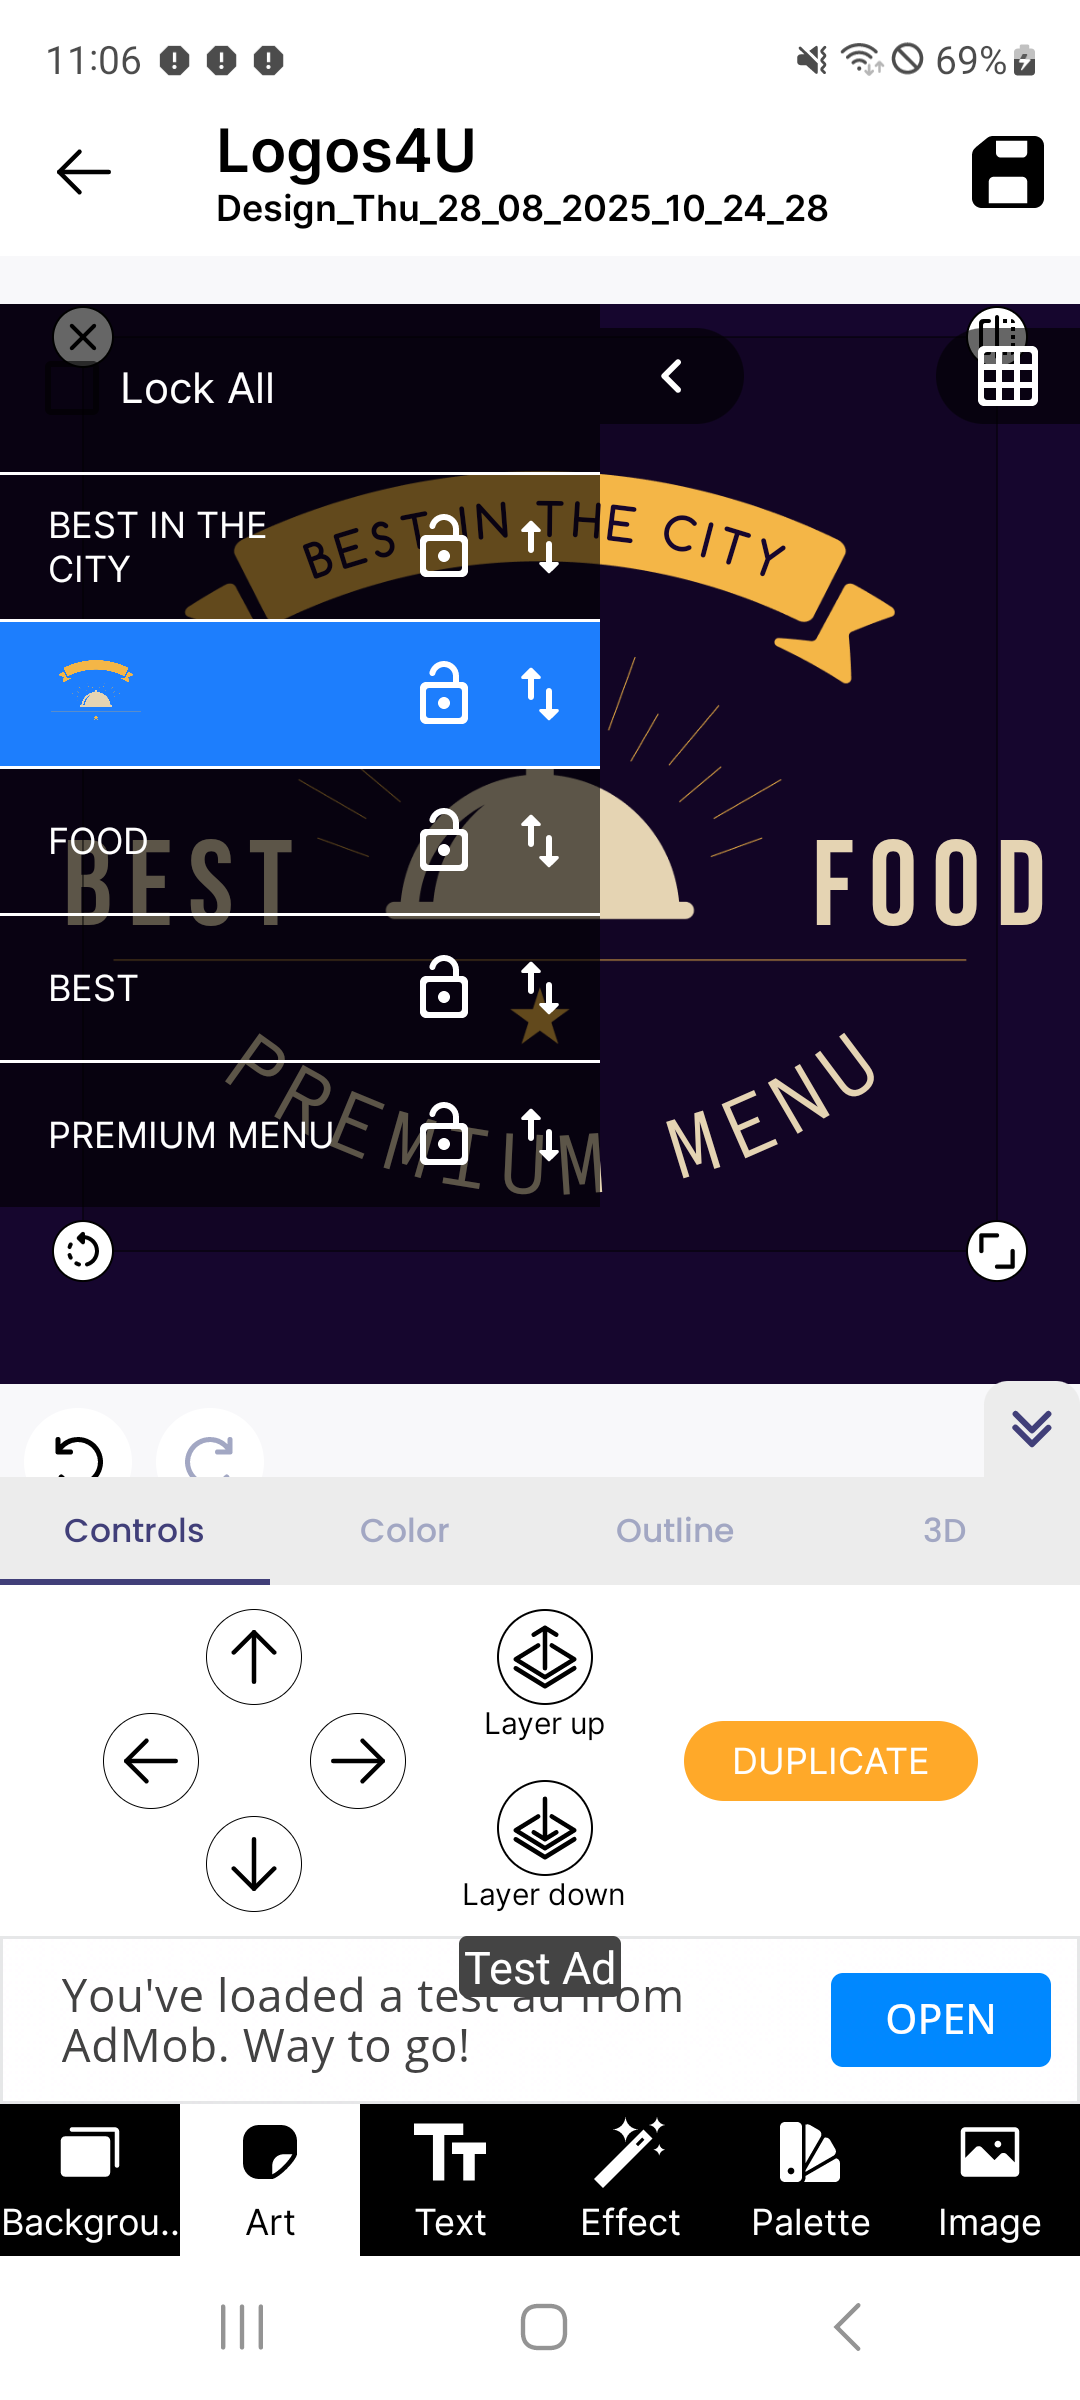 11:06
69%
Logos4U
Design_Thu_28_08_2025_10_24_28
Lock All
BEST IN THE CITY
BEST IN THE
CITY
FOOD
BEST
FOOD
BEST
PREMIUM MENU
PREMIUM MENU
Controls
Color
Outline
3D
Layer up
DUPLICATE
Layer down
Test Ad
You've loaded a test ad from
AdMob. Way to go!
OPEN
Backgrou..
Art
Text
Effect
Palette
Image